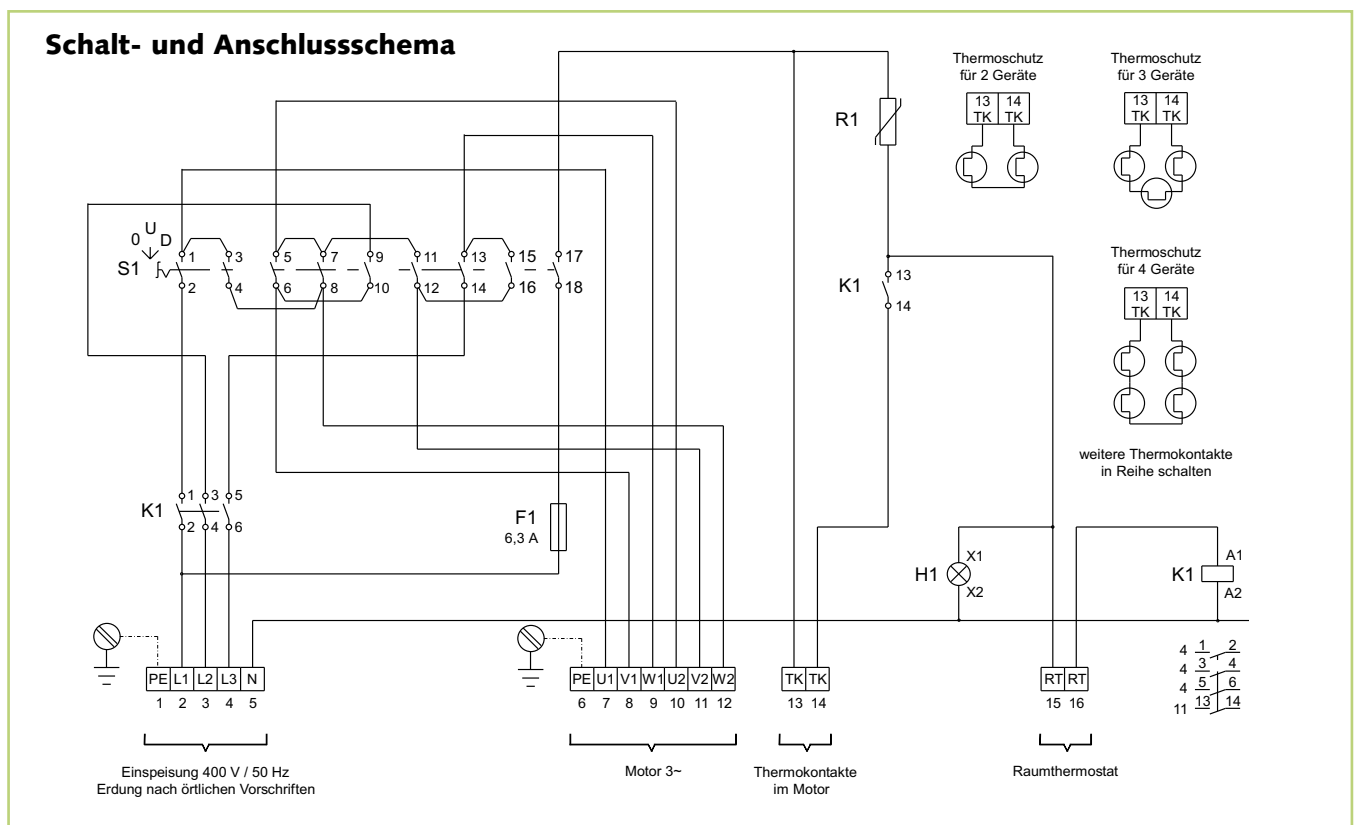 Schalt- und Anschlussschema
Thermoschutz
für 2 Geräte
13 14
TK TK
Thermoschutz
für 3 Geräte
13 14
TK TK
R1
0 U D
S1
1 3 5 7 9 11 13 15 17
2 4 6 8 10 12 14 16 18
K1
13
14
Thermoschutz
für 4 Geräte
13 14
TK TK
weitere Thermokontakte
in Reihe schalten
K1
1 3 5
2 4 6
F1
6,3 A
H1
X1
X2
K1
A1
A2
4 1 2
4 3 4
4 5 6
11 13 14
PE L1 L2 L3 N
1 2 3 4 5
PE U1 V1 W1 U2 V2 W2
6 7 8 9 10 11 12
TK TK
13 14
RT RT
15 16
Einspeisung 400 V / 50 Hz
Erdung nach örtlichen Vorschriften
Motor 3~
Thermokontakte
im Motor
Raumthermostat